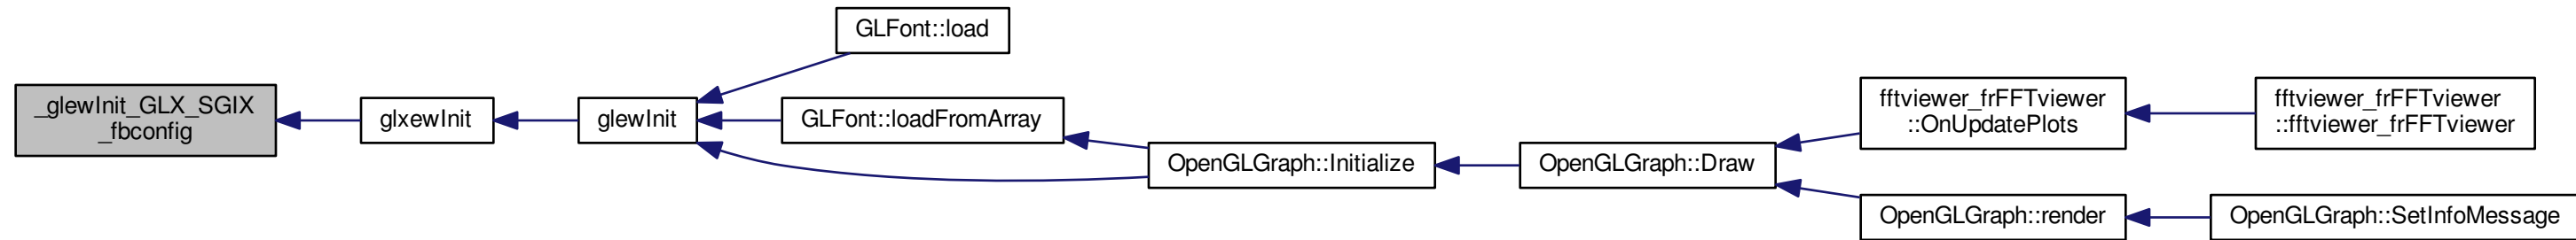 _glewInit_GLX_SGIX
_fbconfig
glxewInit
glewInit
GLFont::load
GLFont::loadFromArray
OpenGLGraph::Initialize
OpenGLGraph::Draw
fftviewer_frFFTviewer
::OnUpdatePlots
fftviewer_frFFTviewer
::fftviewer_frFFTviewer
OpenGLGraph::render
OpenGLGraph::SetInfoMessage